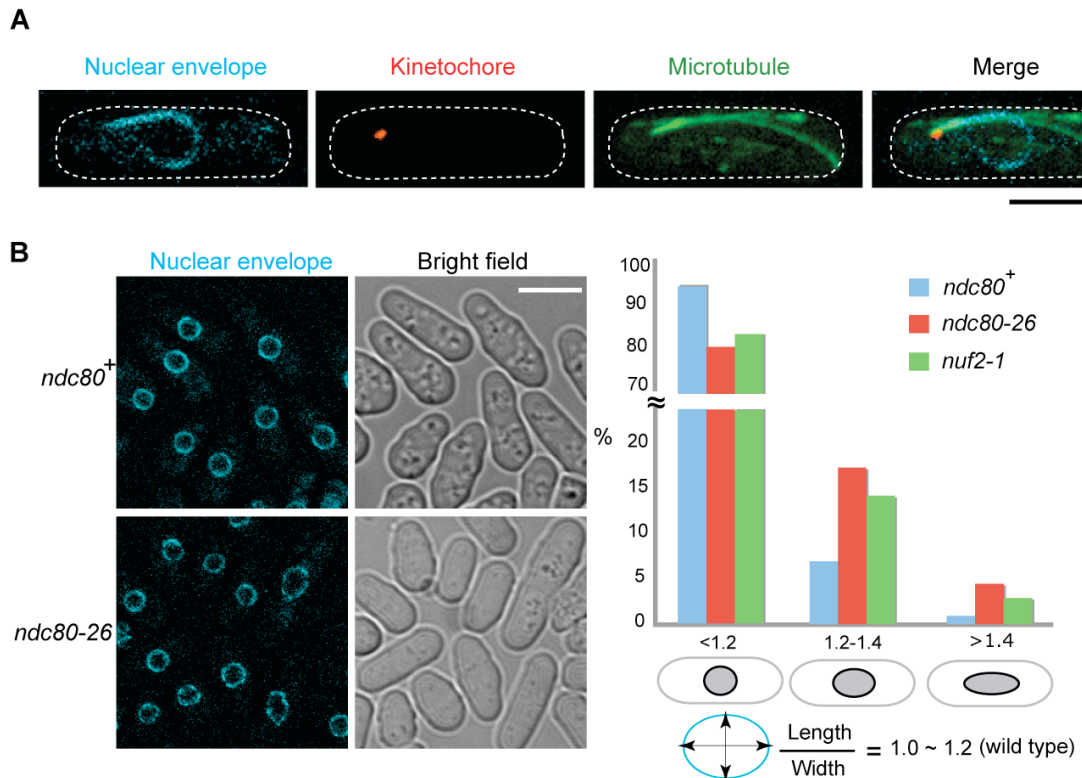 A
Nuclear envelope
Kinetochore
Microtubule
Merge
B
Nuclear envelope
Bright field
ndc80+
ndc80-26
100
90
80
70
≈
%
20
15
10
5
0
ndc80+
ndc80-26
nuf2-1
<1.2
1.2-1.4
>1.4
Length
Width
= 1.0 ~ 1.2 (wild type)